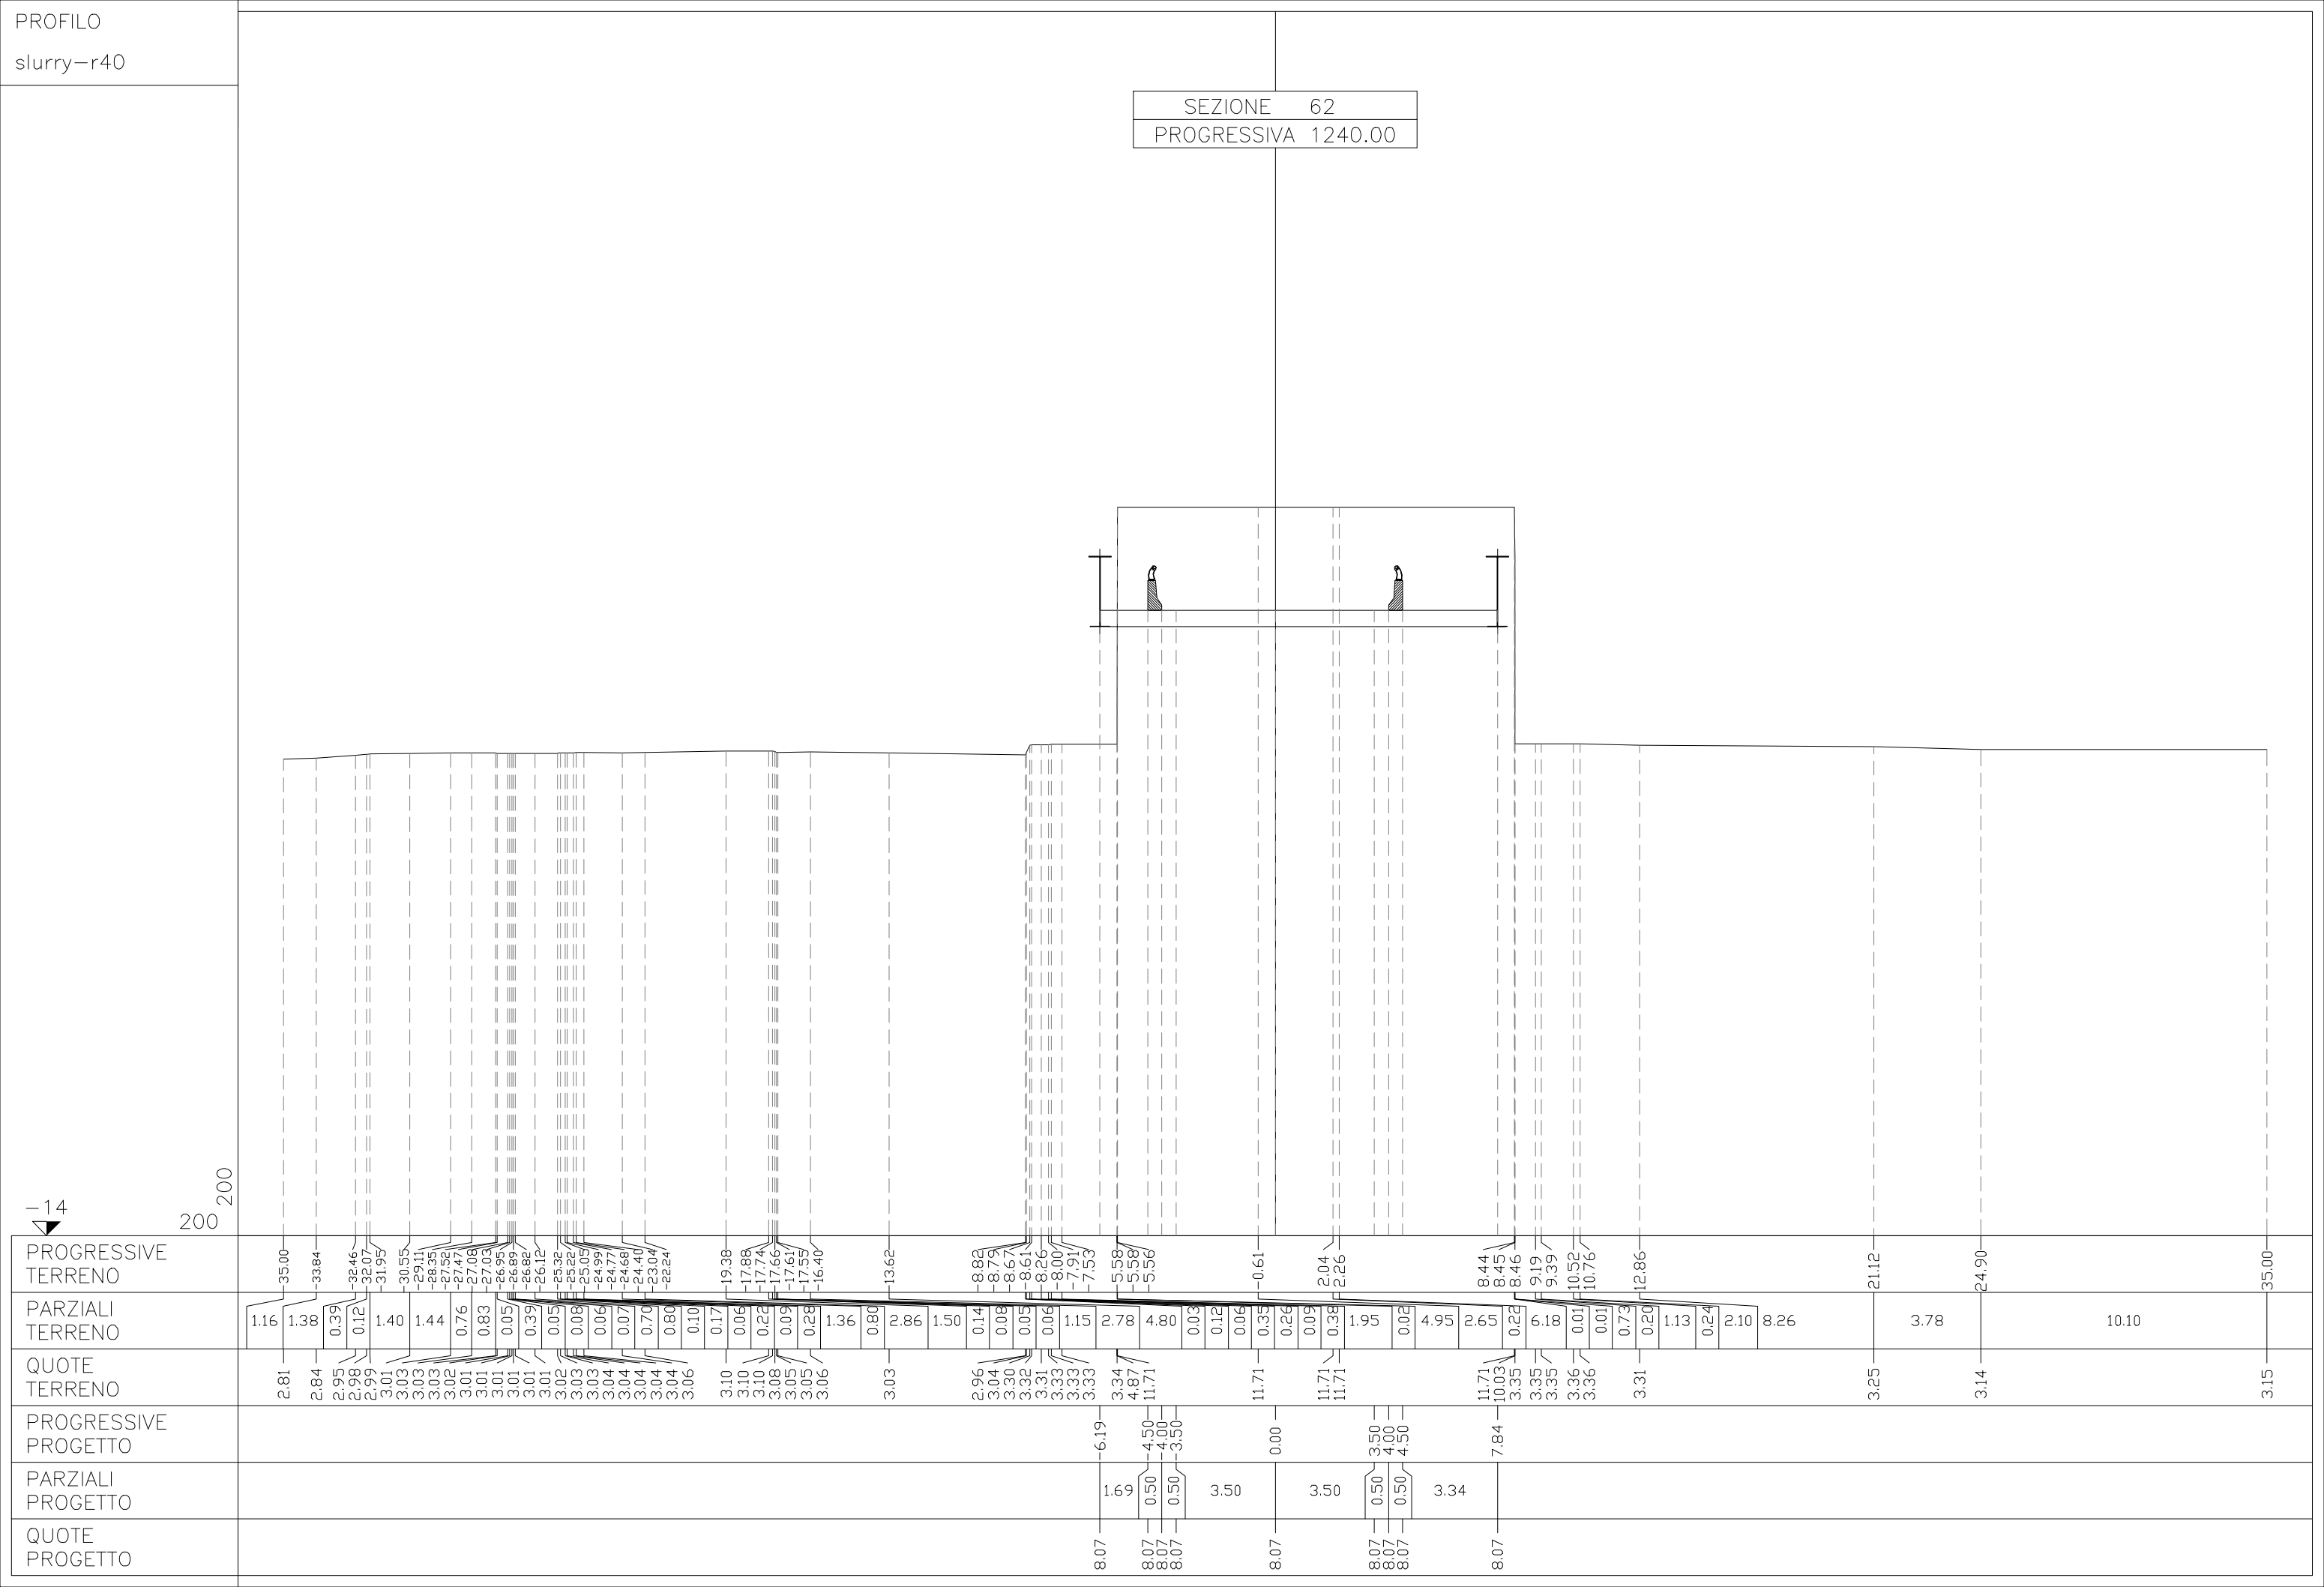 PROFILO
slurry-r40
SEZIONE 62
PROGRESSIVA 1240.00
-14
200
200
PROGRESSIVE
TERRENO
-35.00 -33.84 -32.46 -32.07 -31.95 -30.55 -29.11 -28.35 -27.52 -27.47 -27.08 -27.03 -26.95 -26.89 -26.82 -26.12 -25.32 -25.22 -25.05 -24.99 -24.77 -24.68 -24.40 -23.04 -22.24 -19.38 -17.88 -17.74 -17.66 -17.61 -17.55 -16.40 -13.62 -8.82 -8.79 -8.67 -8.61 -8.26 -8.00 -7.91 -7.53 -5.58 -5.58 -5.56 -0.61 2.04 2.26 8.44 8.45 8.46 9.19 9.39 10.52 10.76 12.86 21.12 24.90 35.00
PARZIALI
TERRENO
1.16 1.38 0.39 0.12 1.40 1.44 0.76 0.83 0.05 0.39 0.05 0.08 0.06 0.07 0.70 0.80 0.10 0.17 0.06 0.22 0.09 0.28 1.36 0.80 2.86 1.50 0.14 0.08 0.05 0.06 1.15 2.78 4.80 0.03 0.12 0.06 0.35 0.26 0.09 0.38 1.95 0.02 4.95 2.65 0.22 6.18 0.01 0.01 0.73 0.20 1.13 0.24 2.10 8.26 3.78 10.10
QUOTE
TERRENO
2.81 2.84 2.95 2.98 2.99 3.01 3.03 3.03 3.03 3.02 3.01 3.01 3.01 3.01 3.01 3.01 3.02 3.03 3.03 3.04 3.04 3.04 3.04 3.04 3.06 3.10 3.10 3.10 3.08 3.05 3.05 3.06 3.03 2.96 3.04 3.30 3.32 3.31 3.33 3.33 3.33 3.34 4.87 11.71 11.71 11.71 11.71 11.71 10.03 3.35 3.35 3.35 3.36 3.36 3.31 3.25 3.14 3.15
PROGRESSIVE
PROGETTO
-6.19 -4.50 -4.00 -3.50 0.00 3.50 4.00 4.50 7.84
PARZIALI
PROGETTO
1.69 0.50 0.50 3.50 3.50 0.50 0.50 3.34
QUOTE
PROGETTO
8.07 8.07 8.07 8.07 8.07 8.07 8.07 8.07 8.07